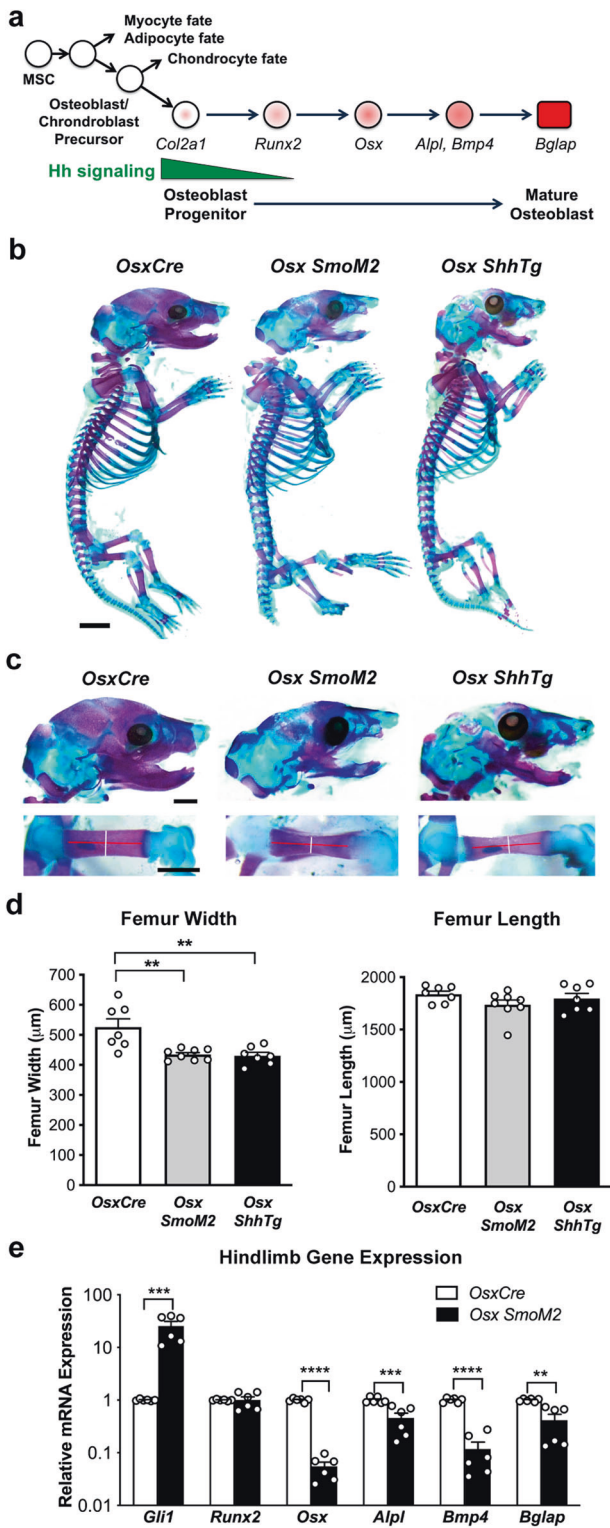 a
Myocyte fate
Adipocyte fate
Chondrocyte fate
MSC
Osteoblast/
Chrondroblast
Precursor
Col2a1 Runx2 Osx Alpl, Bmp4 Bglap
Hh signaling
Osteoblast
Progenitor
Mature
Osteoblast
b
OsxCre Osx SmoM2 Osx ShhTg
c
OsxCre Osx SmoM2 Osx ShhTg
d
Femur Width
**
**
Femur Width (μm)
700
600
500
400
300
200
100
0
OsxCre Osx SmoM2 Osx ShhTg
Femur Length
Femur Length (μm)
2000
1500
1000
500
0
OsxCre Osx SmoM2 Osx ShhTg
e
Hindlimb Gene Expression
OsxCre
Osx SmoM2
Relative mRNA Expression
100
10
1
0.1
0.01
*** **** *** **** **
Gli1 Runx2 Osx Alpl Bmp4 Bglap